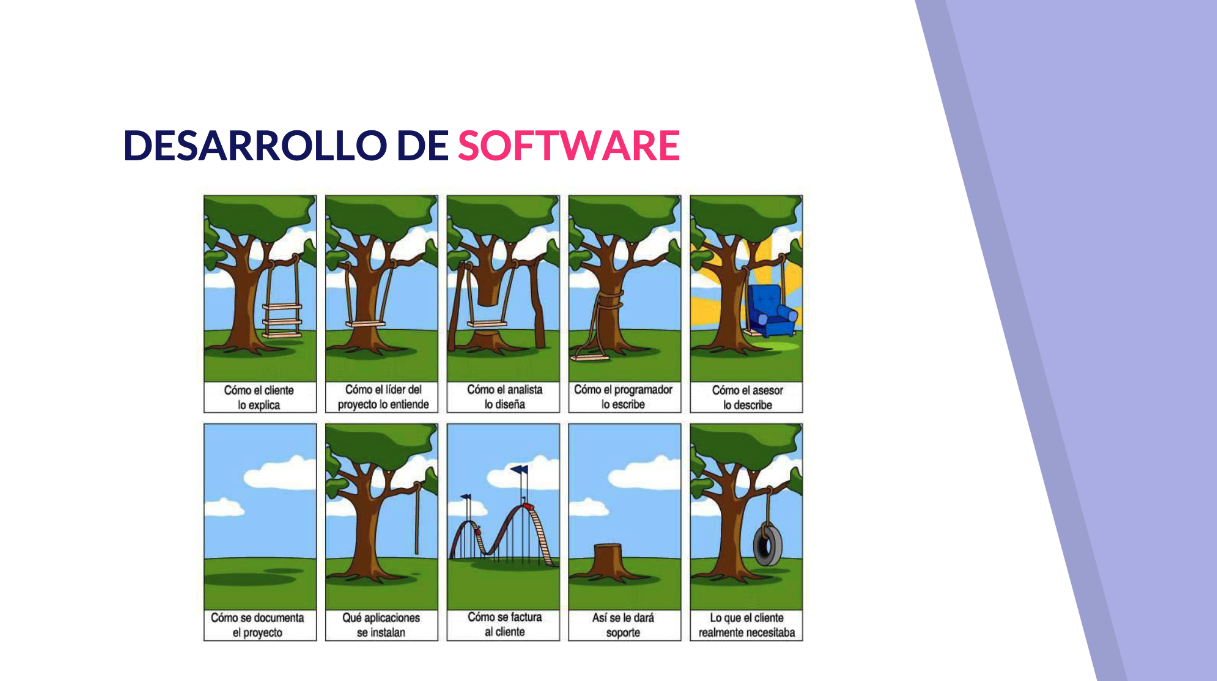 DESARROLLO DE SOFTWARE
Cómo el cliente
lo explica
Cómo el líder del
proyecto lo entiende
Cómo el analista
lo diseña
Cómo el programador
lo escribe
Cómo el asesor
lo describe
Cómo se documenta
el proyecto
Qué aplicaciones
se instalan
Cómo se factura
al cliente
Así se le dará
soporte
Lo que el cliente
realmente necesitaba